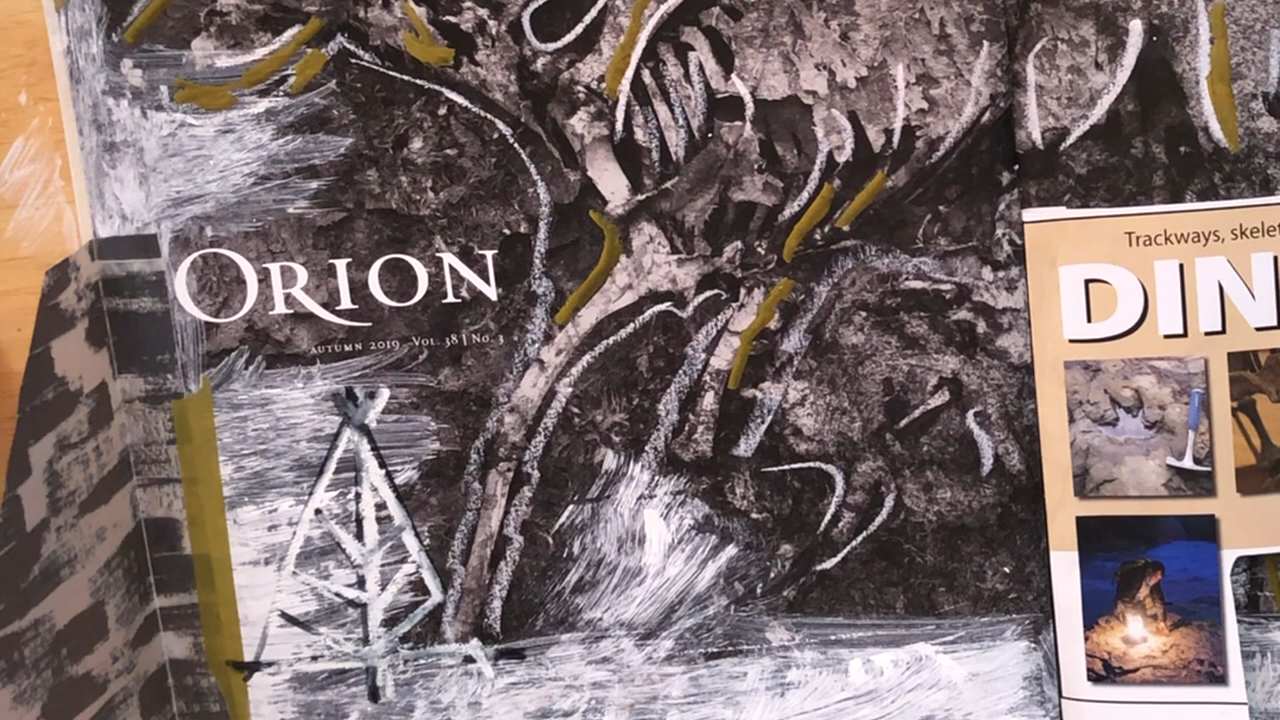 ORION
AUTUMN 2019 VOL. 38 | No. 3
Trackways, skelet
DIN